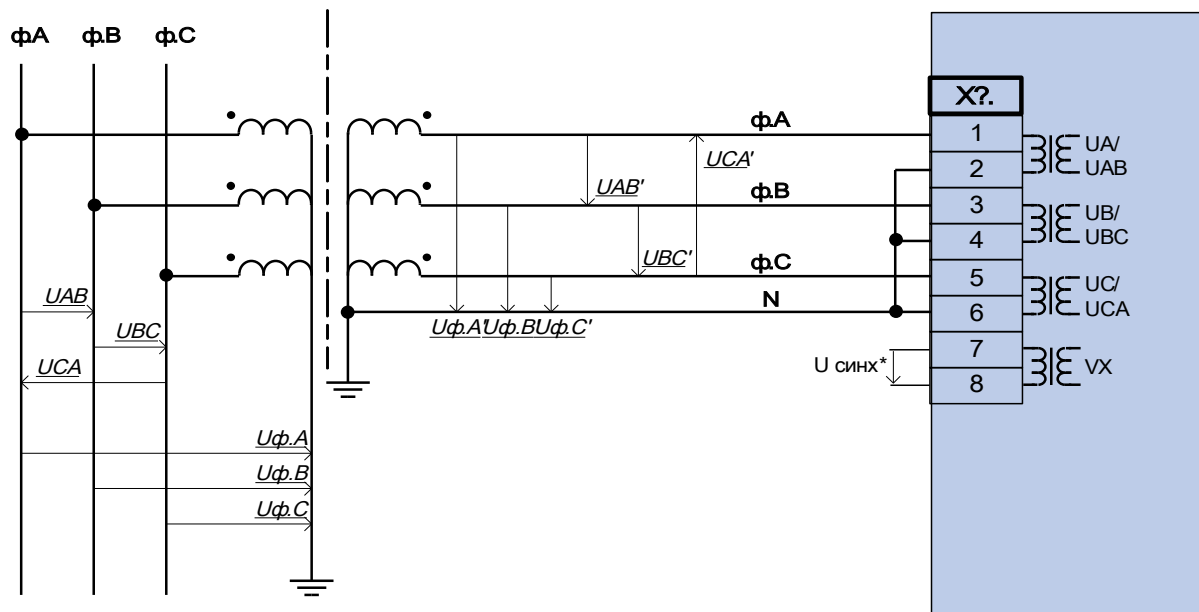 ф.А ф.В ф.С
X?.
ф.А
1
UA/
UAB
2
UCA'
UAB'
ф.В
3
UB/
UBC
4
UBC'
ф.С
5
UC/
UCA
6
N
UAB
Uф.A' Uф.B' Uф.C'
UBC
7
U синх*
VX
8
UCA
Uф.A
Uф.B
Uф.C